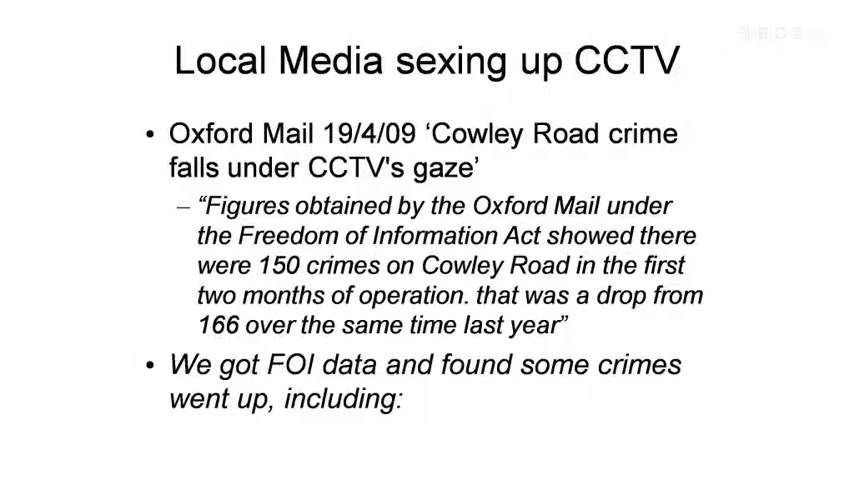 Local Media sexing up CCTV
• Oxford Mail 19/4/09 ‘Cowley Road crime
falls under CCTV's gaze’
– “Figures obtained by the Oxford Mail under
the Freedom of Information Act showed there
were 150 crimes on Cowley Road in the first
two months of operation. that was a drop from
166 over the same time last year”
• We got FOI data and found some crimes
went up, including: